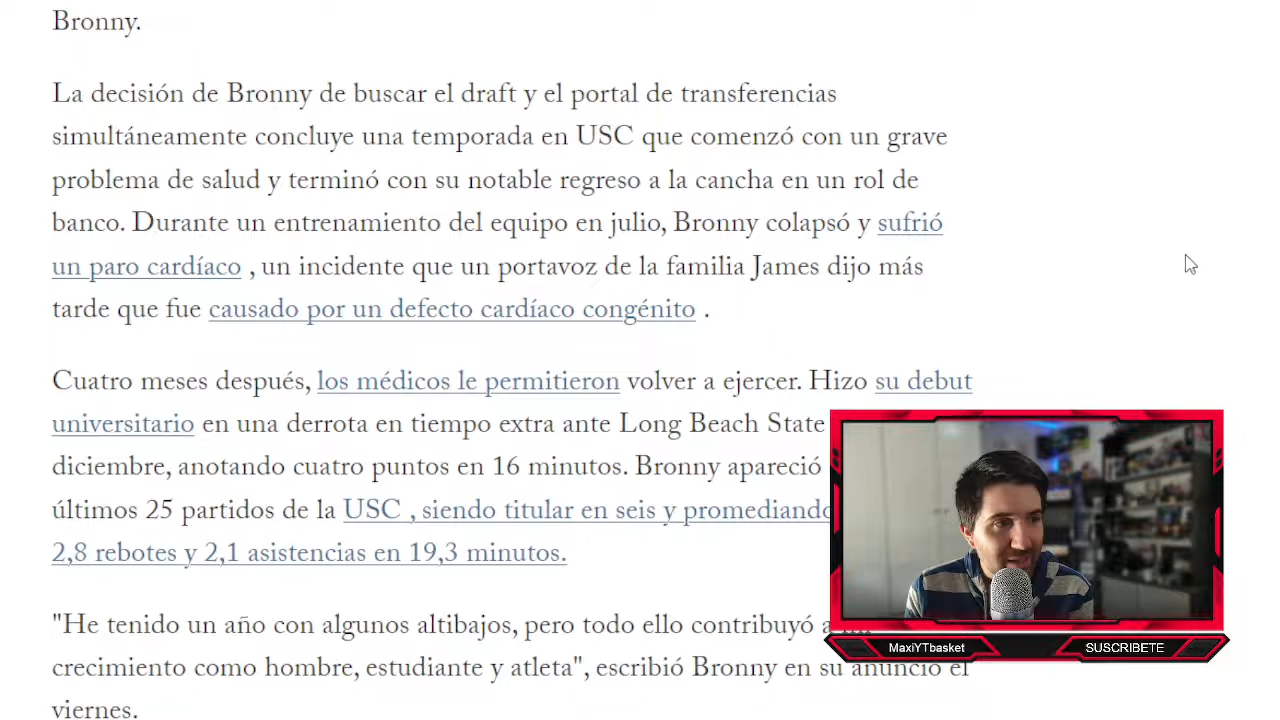 Bronny.
La decisión de Bronny de buscar el draft y el portal de transferencias
simultáneamente concluye una temporada en USC que comenzó con un grave
problema de salud y terminó con su notable regreso a la cancha en un rol de
banco. Durante un entrenamiento del equipo en julio, Bronny colapsó y sufrió
un paro cardíaco , un incidente que un portavoz de la familia James dijo más
tarde que fue causado por un defecto cardíaco congénito .
Cuatro meses después, los médicos le permitieron volver a ejercer. Hizo su debut
universitario en una derrota en tiempo extra ante Long Beach State
diciembre, anotando cuatro puntos en 16 minutos. Bronny apareció
últimos 25 partidos de la USC , siendo titular en seis y promediando
2,8 rebotes y 2,1 asistencias en 19,3 minutos.
"He tenido un año con algunos altibajos, pero todo ello contribuyó a
crecimiento como hombre, estudiante y atleta", escribió Bronny en su anuncio el
viernes.
MaxiYTbasket
SUSCRIBETE